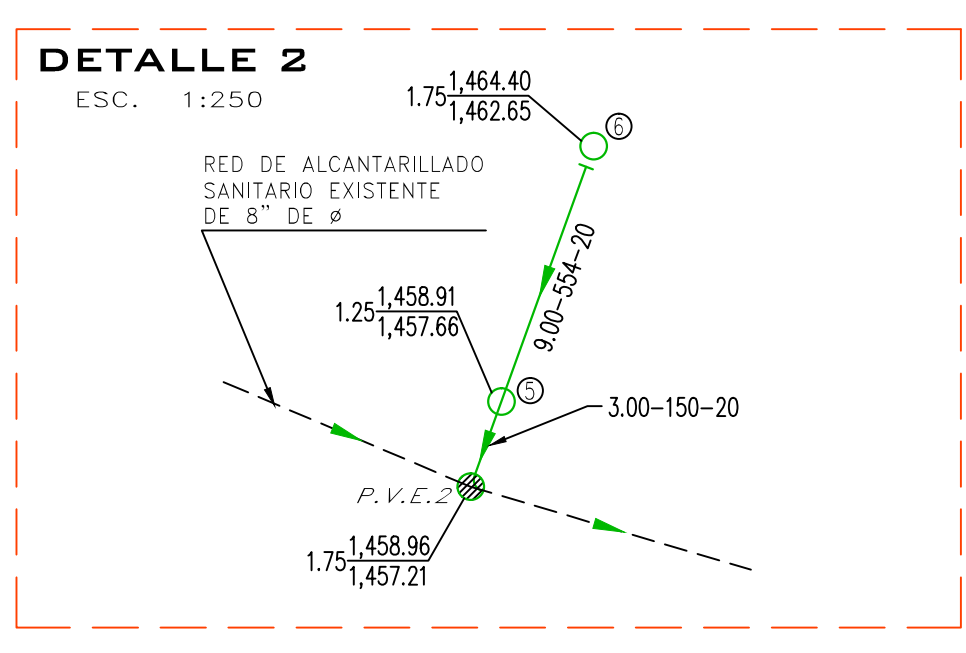 DETALLE 2
ESC. 1:250
1,464.40
1.75
1,462.65
6
RED DE ALCANTARILLADO
SANITARIO EXISTENTE
DE 8" DE ø
9.00-554-20
1,458.91
1.25
1,457.66
5
3.00-150-20
P.V.E.2
1,458.96
1.75
1,457.21